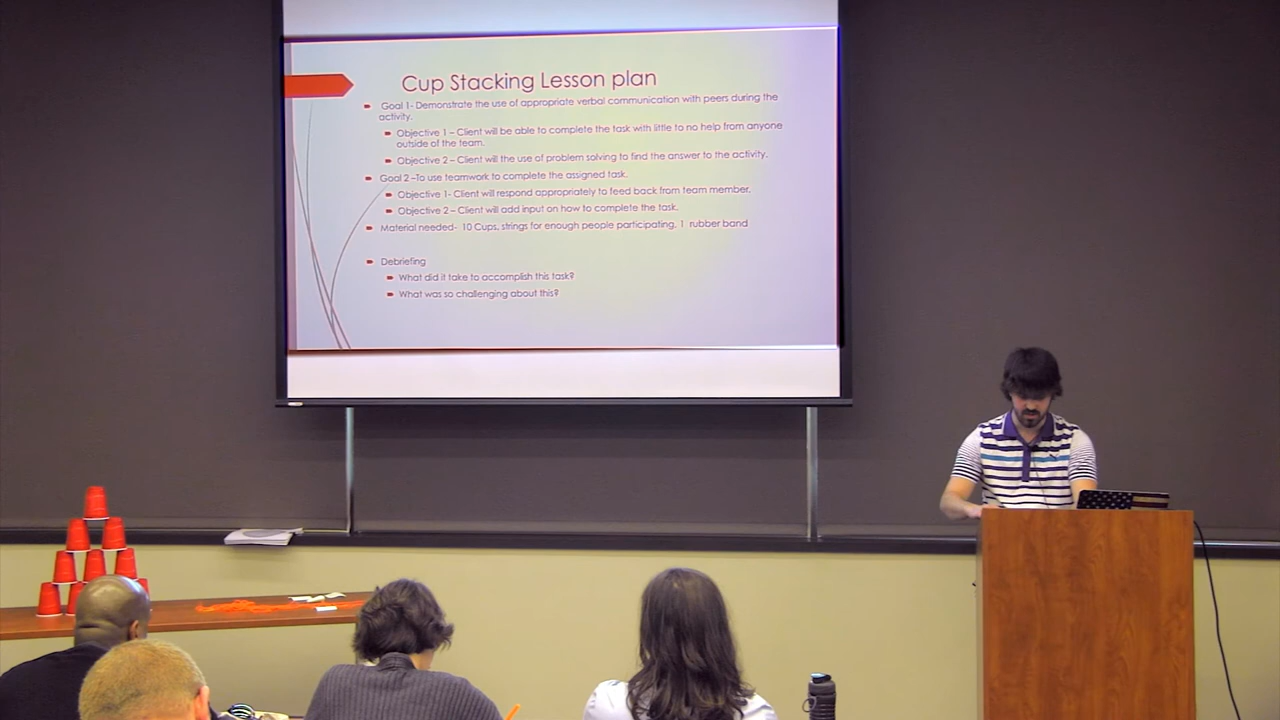 Cup Stacking Lesson plan
Goal 1- Demonstrate the use of appropriate verbal communication with peers during the
activity.
Objective 1 – Client will be able to complete the task with little to no help from anyone
outside of the team.
Objective 2 – Client will the use of problem solving to find the answer to the activity.
Goal 2 –To use teamwork to complete the assigned task.
Objective 1- Client will respond appropriately to feed back from team member.
Objective 2 – Client will add input on how to complete the task.
Material needed- 10 Cups, strings for enough people participating, 1 rubber band
Debriefing
What did it take to accomplish this task?
What was so challenging about this?